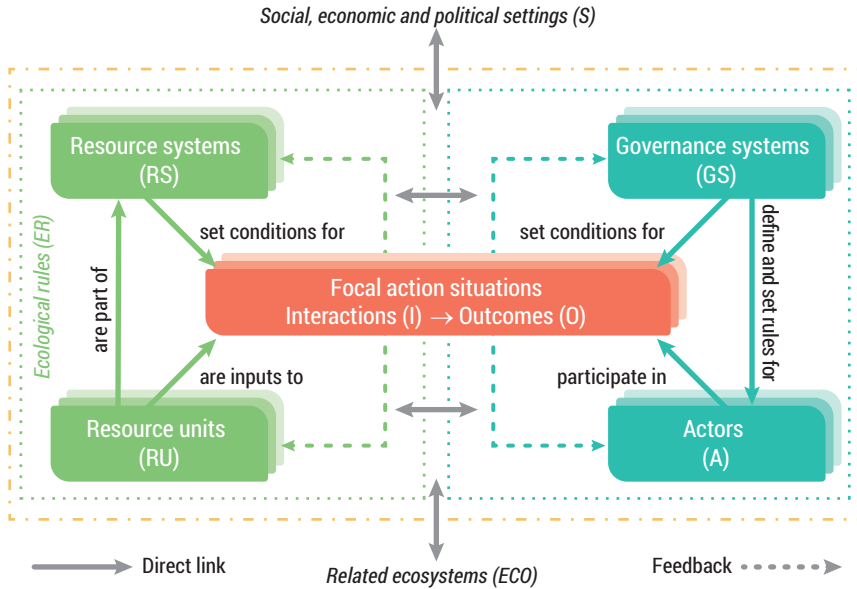 Social, economic and political settings (S)
Resource systems
(RS)
Governance systems
(GS)
Ecological rules (ER)
are part of
set conditions for
set conditions for
define and set rules for
Focal action situations
Interactions (I) → Outcomes (O)
are inputs to
participate in
Resource units
(RU)
Actors
(A)
Direct link
Related ecosystems (ECO)
Feedback